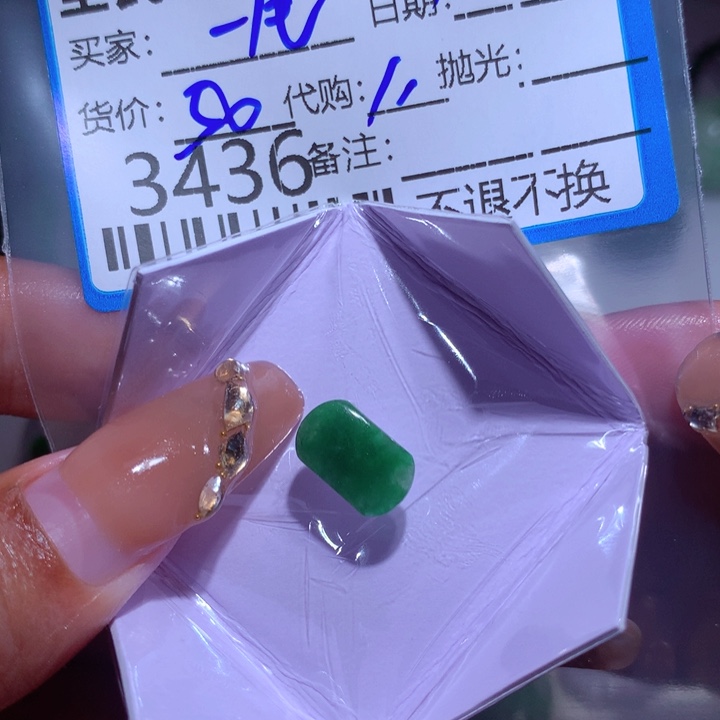 买家: 一尾 日期:
货价: 90 代购: 11 抛光:
3436 备注:
不退不换